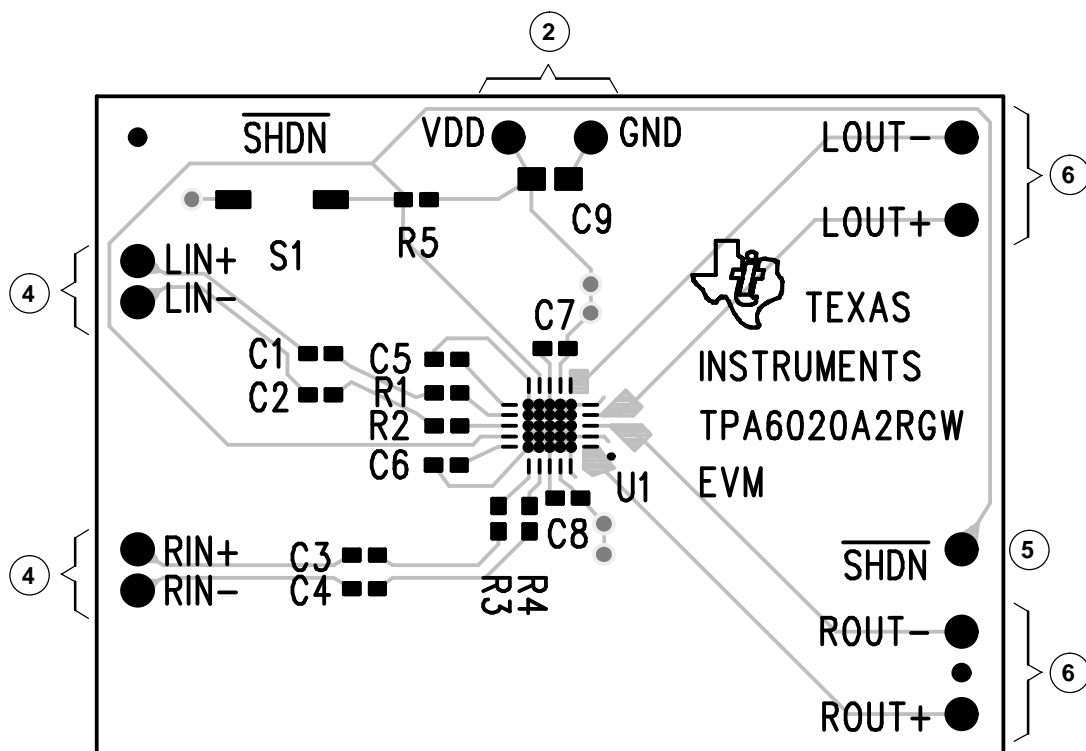 2
SHDN
VDD
GND
LOUT-
6
LOUT+
C9
R5
S1
4
LIN+
LIN-
TEXAS
C7
C1
C5
INSTRUMENTS
C2
R1
R2
TPA6020A2RGW
C6
U1
EVM
C8
RIN+
C3
SHDN
5
4
RIN-
C4
R3
R4
ROUT-
6
ROUT+